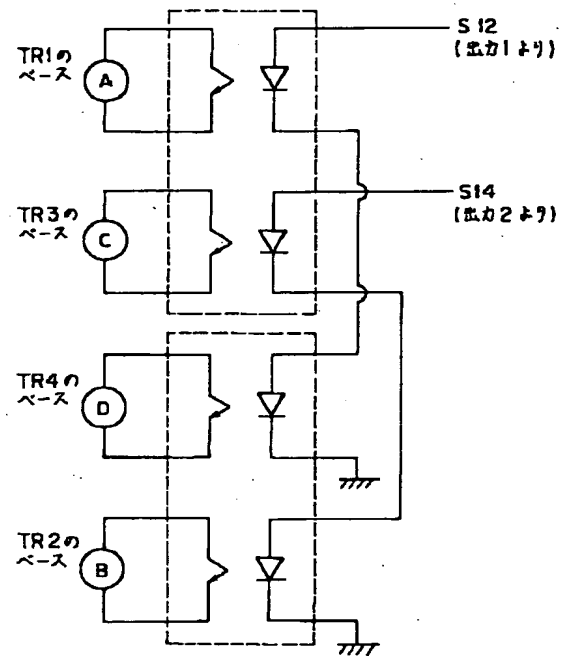 S12
(出力1より)
TR1の
ベース
A
TR3の
ベース
C
S14
(出力2より)
TR4の
ベース
D
TR2の
ベース
B